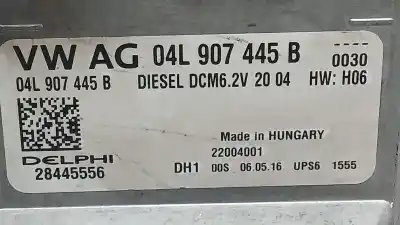 VW AG 04L 907 445 B 0030
04L 907 445 B DIESEL DCM6.2V 20 04 HW: H06
Made in HUNGARY
DELPHI 22004001
28445556 DH1 00S 06.05.16 UPS6 1555